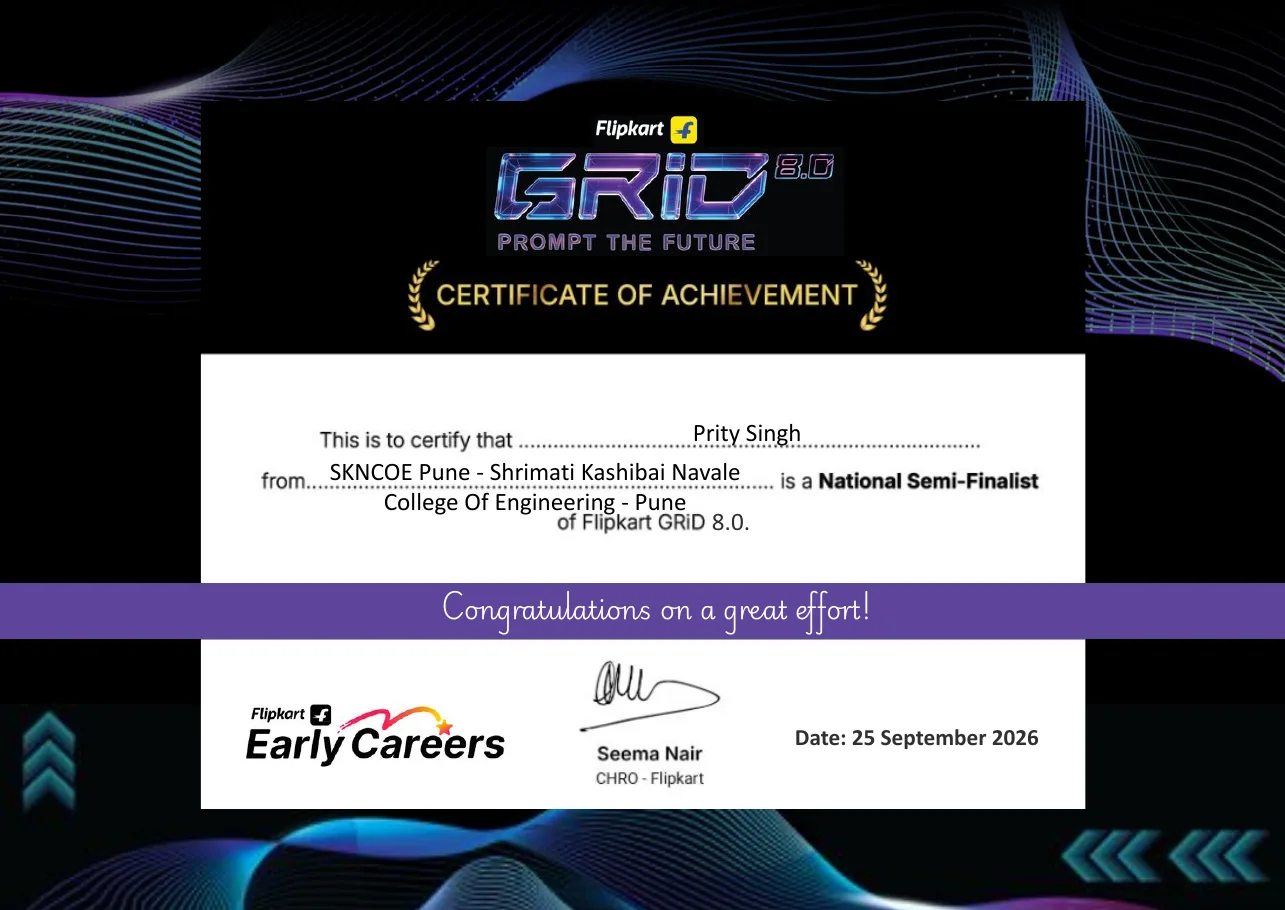 Flipkart
GRiD 8.0
PROMPT THE FUTURE
CERTIFICATE OF ACHIEVEMENT
This is to certify that ........ Prity Singh ........
from........ SKNCOE Pune - Shrimati Kashibai Navale ........ is a National Semi-Finalist
College Of Engineering - Pune
of Flipkart GRiD 8.0.
Congratulations on a great effort!
Flipkart
Early Careers
Seema Nair
CHRO - Flipkart
Date: 25 September 2026